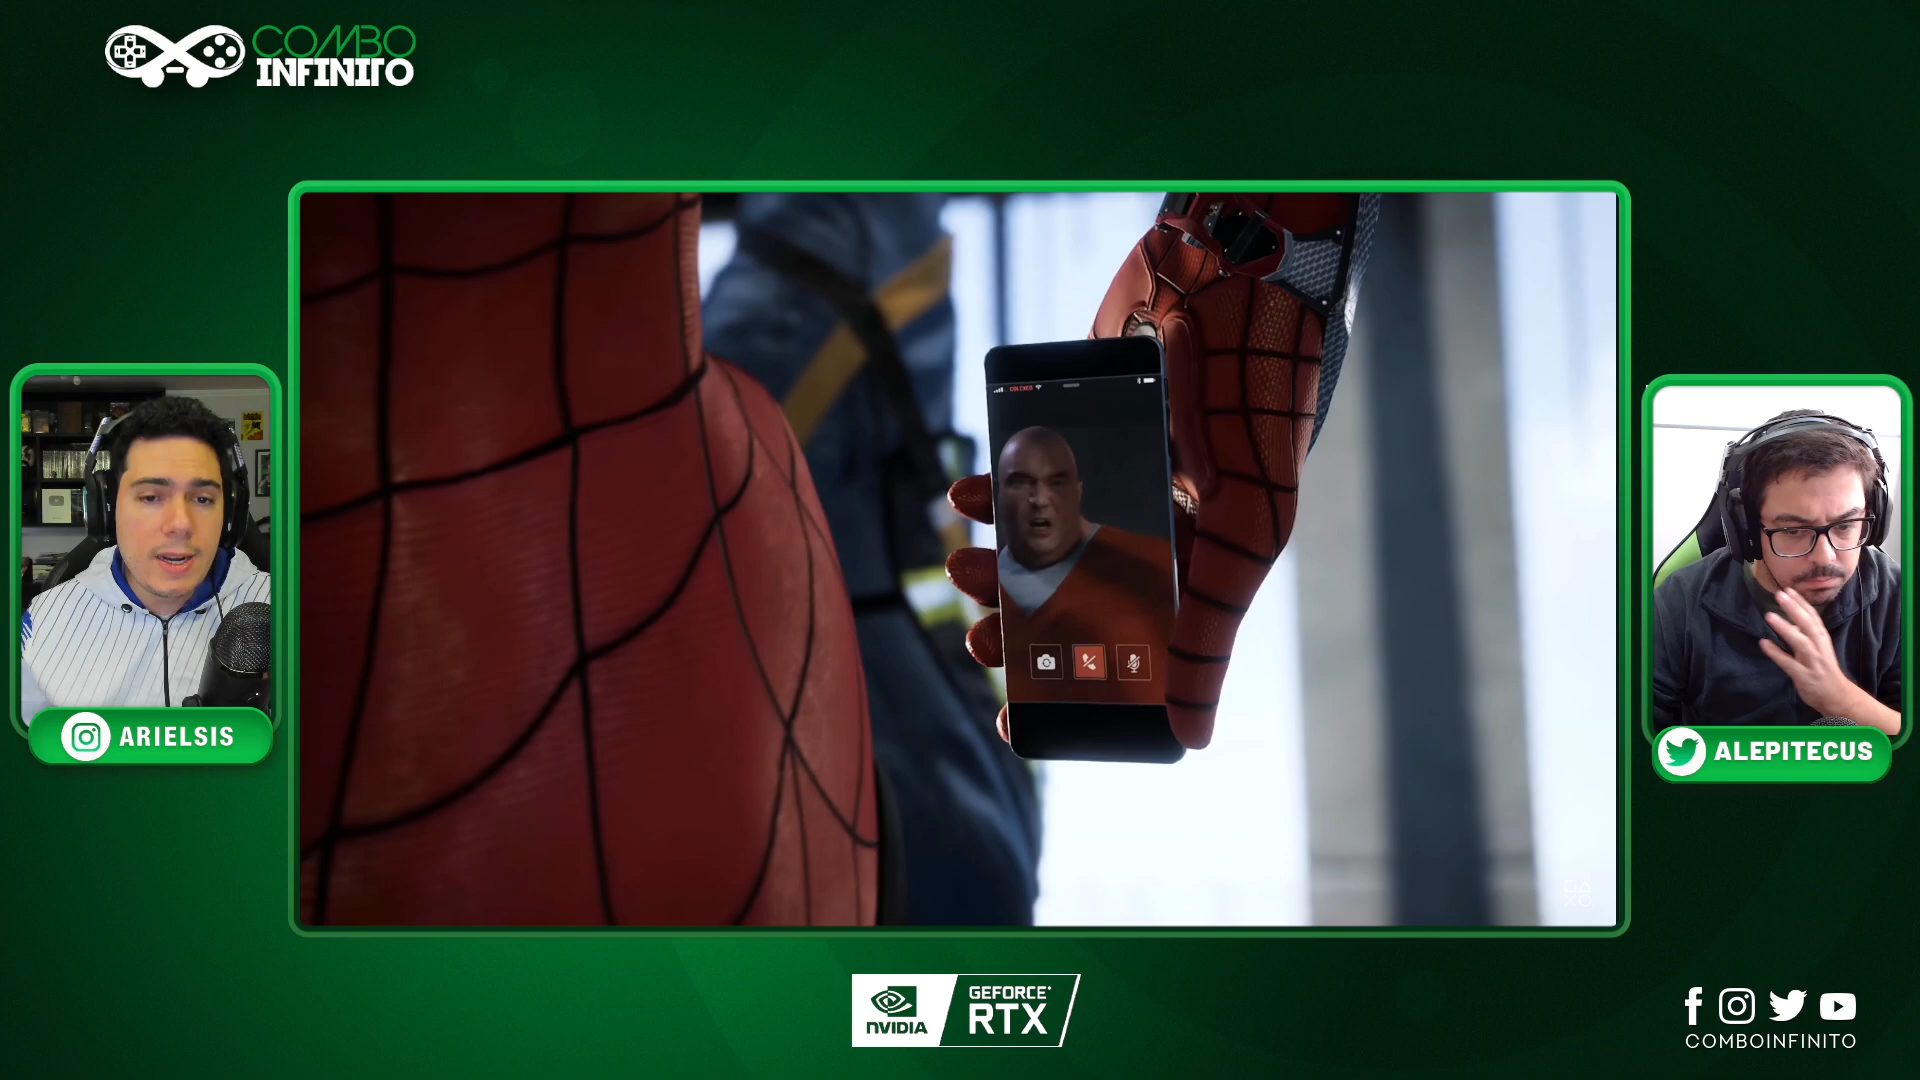 COMBO
INFINITO
ARIELSIS
ALEPITECUS
NVIDIA
GEFORCE
RTX
COMBOINFINITO